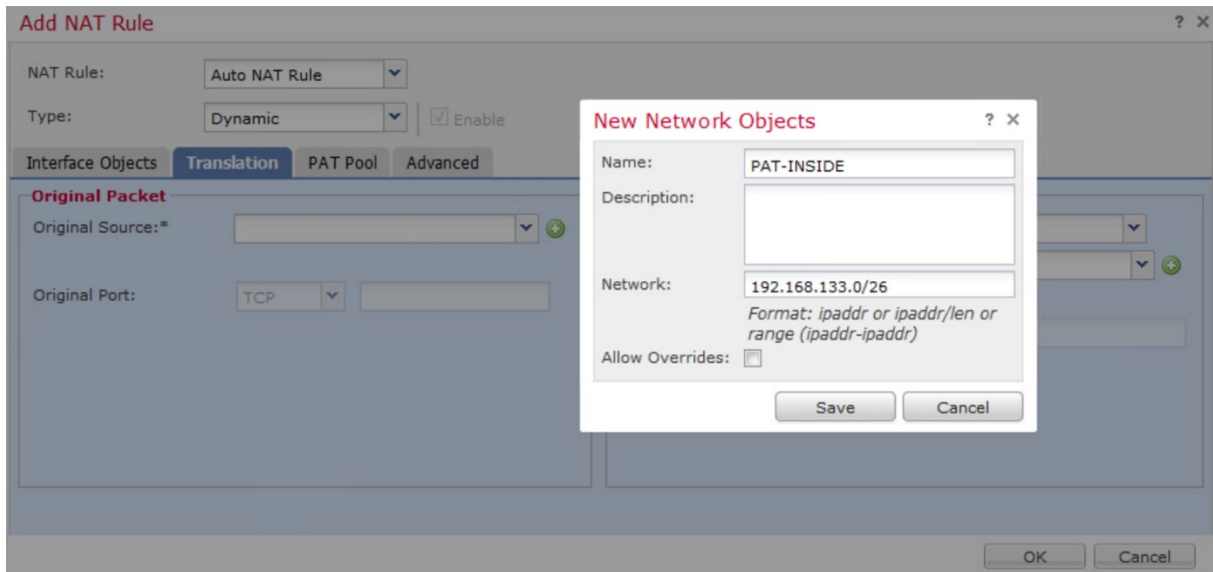 Add NAT Rule ? ×
NAT Rule: Auto NAT Rule
Type: Dynamic Enable
Interface Objects Translation PAT Pool Advanced
Original Packet
Original Source:*
Original Port: TCP
New Network Objects ? ×
Name: PAT-INSIDE
Description:
Network: 192.168.133.0/26
Format: ipaddr or ipaddr/len or
range (ipaddr-ipaddr)
Allow Overrides:
Save Cancel
OK Cancel